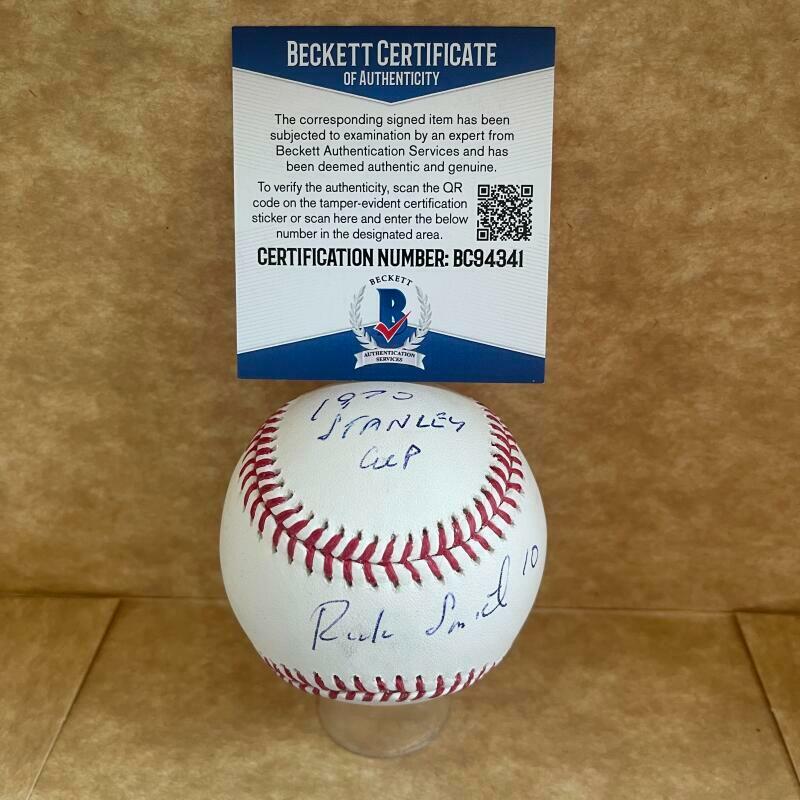 BECKETT CERTIFICATE
OF AUTHENTICITY
The corresponding signed item has been
subjected to examination by an expert from
Beckett Authentication Services and has
been deemed authentic and genuine.
To verify the authenticity, scan the QR
code on the tamper-evident certification
sticker or scan here and enter the below
number in the designated area.
CERTIFICATION NUMBER: BC94341
BECKETT
B
AUTHENTICATION
SERVICES
1970
STANLEY
CUP
Rick Smith 10